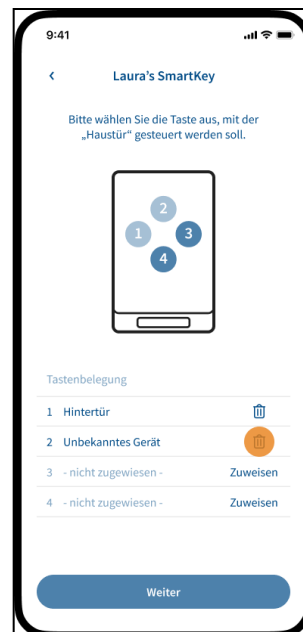 9:41
Laura's SmartKey
Bitte wählen Sie die Taste aus, mit der
„Haustür" gesteuert werden soll.
2
1
3
4
Tastenbelegung
1 Hintertür
2 Unbekanntes Gerät
3 - nicht zugewiesen - Zuweisen
4 - nicht zugewiesen - Zuweisen
Weiter